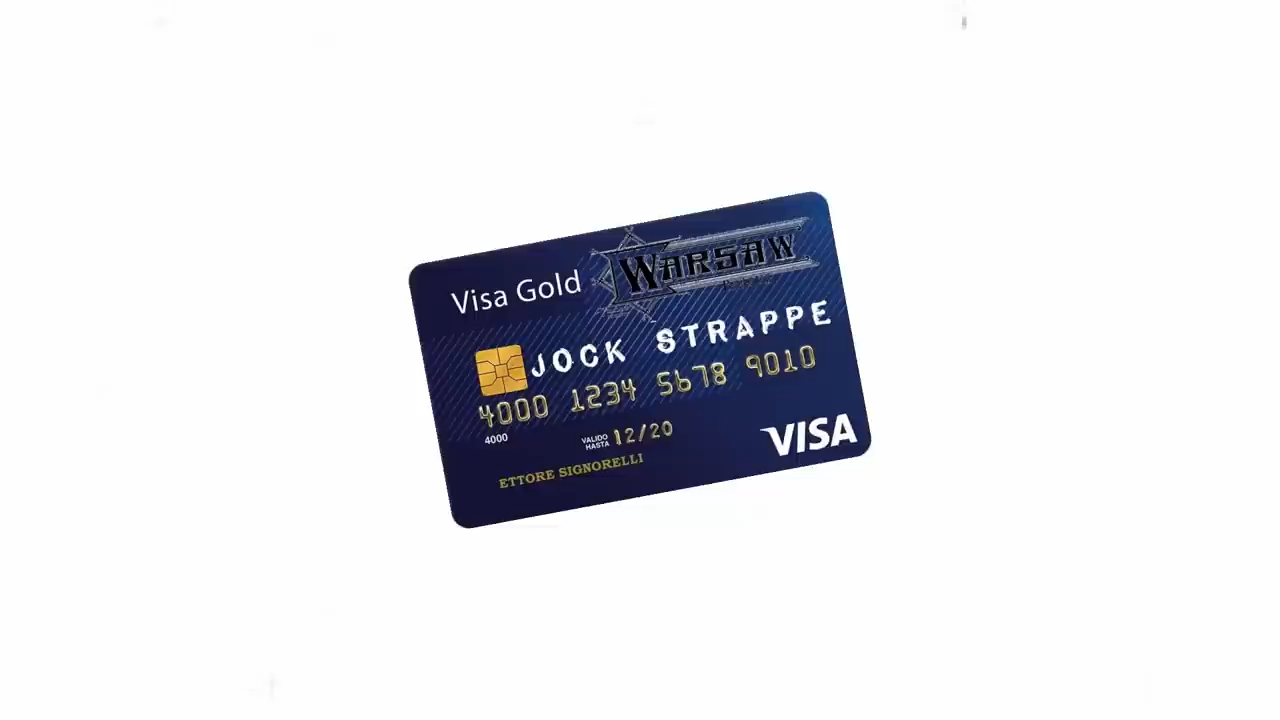 Visa Gold
WARSAW
JOCK STRAPPE
4000 1234 5678 9010
4000
VALIDO
HASTA
12/20
VISA
ETTORE SIGNORELLI